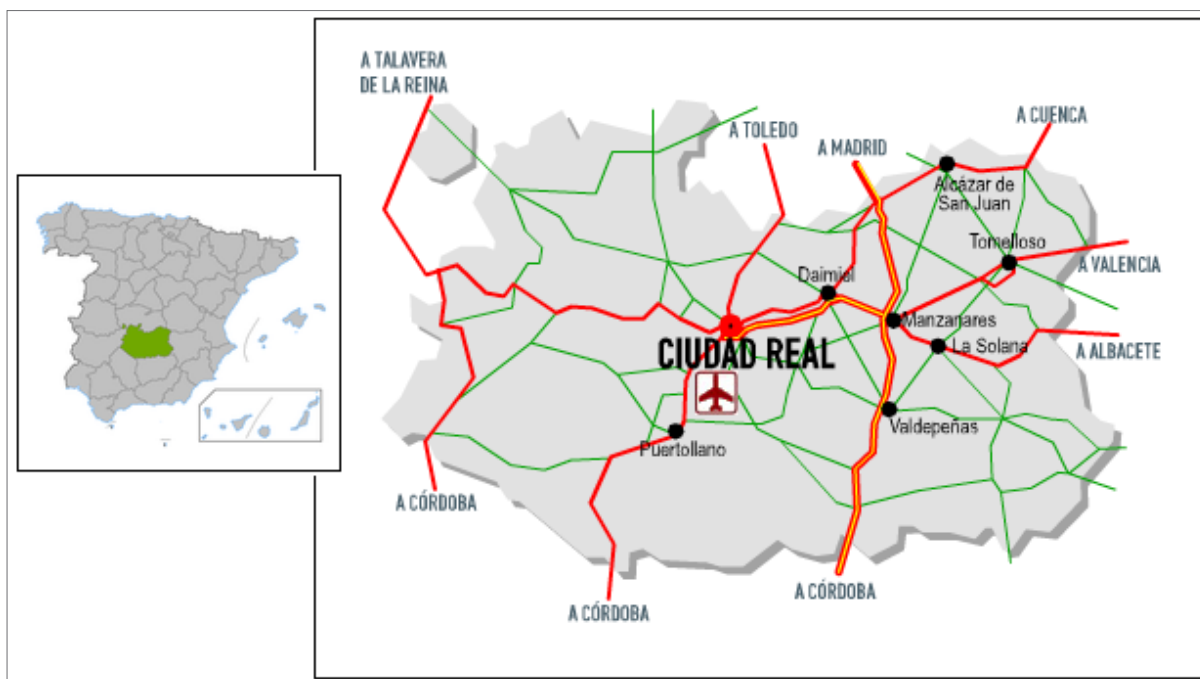 A TALAVERA
DE LA REINA
A TOLEDO
A MADRID
A CUENCA
Alcázar de
San Juan
Tomelloso
A VALENCIA
Daimiel
Manzanares
CIUDAD REAL
La Solana
A ALBACETE
Valdepeñas
Puertollano
A CÓRDOBA
A CÓRDOBA
A CÓRDOBA